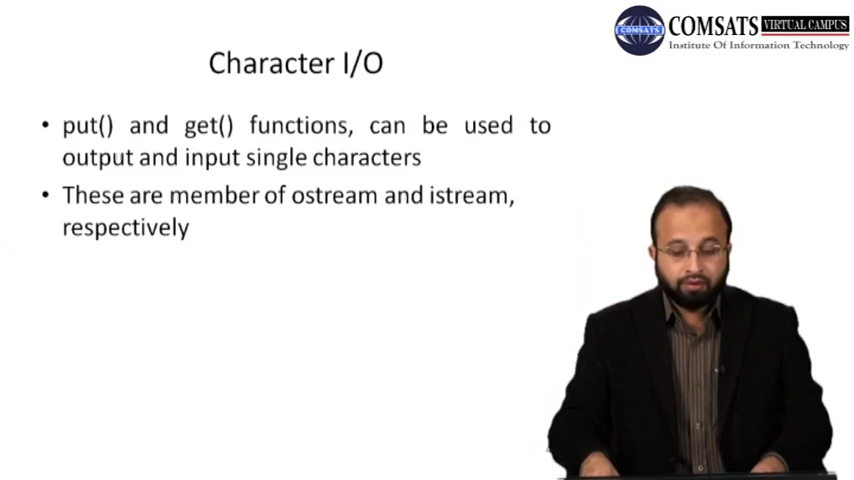 COMSATS VIRTUAL CAMPUS
COMSATS
Institute Of Information Technology
Character I/O
• put() and get() functions, can be used to
output and input single characters
• These are member of ostream and istream,
respectively